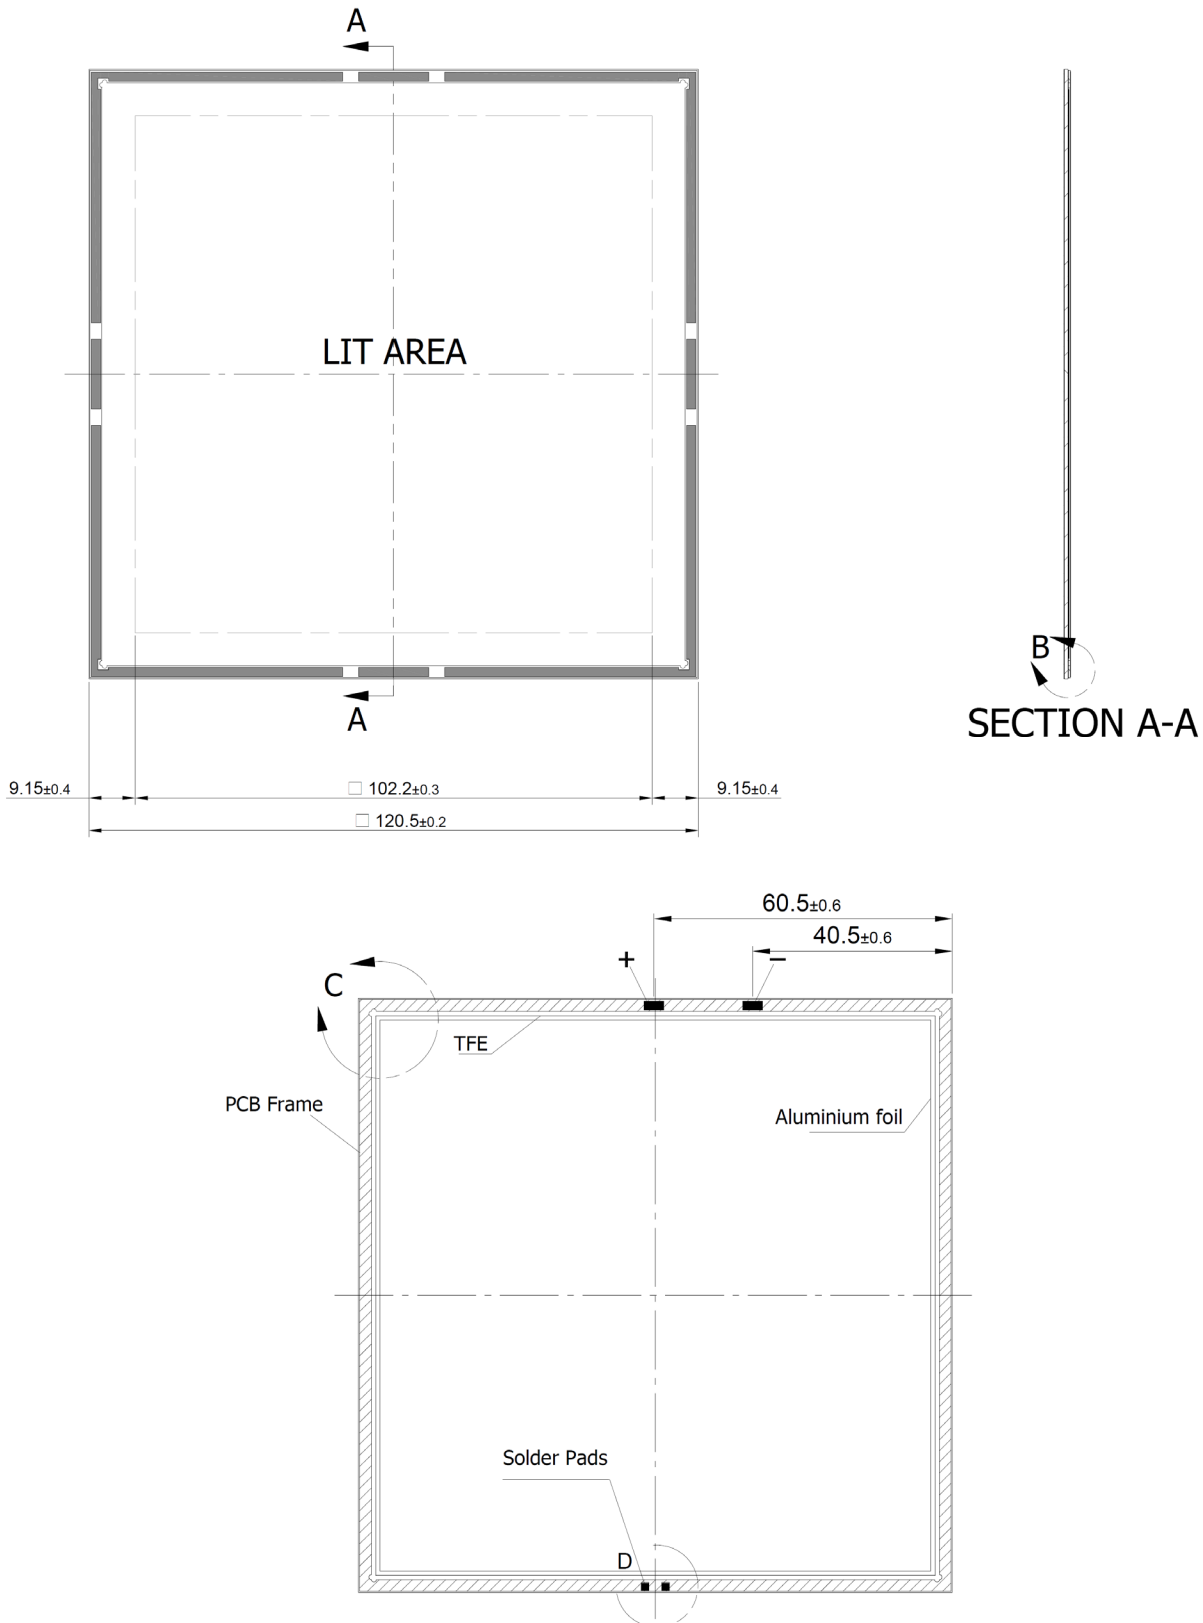 A
LIT AREA
A
B
SECTION A-A
9.15±0.4
□ 102.2±0.3
9.15±0.4
□ 120.5±0.2
60.5±0.6
40.5±0.6
+
−
C
TFE
PCB Frame
Aluminium foil
Solder Pads
D